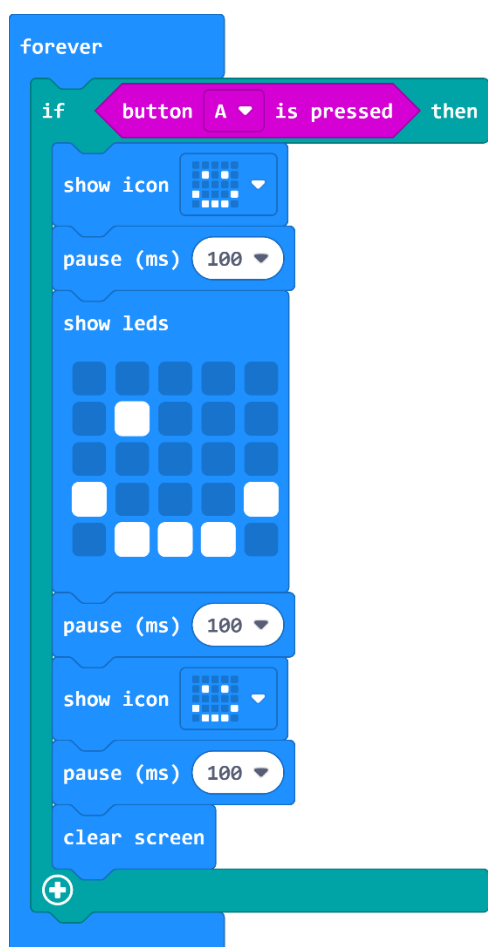 forever
if button A is pressed then
show icon
pause (ms) 100
show leds
pause (ms) 100
show icon
pause (ms) 100
clear screen